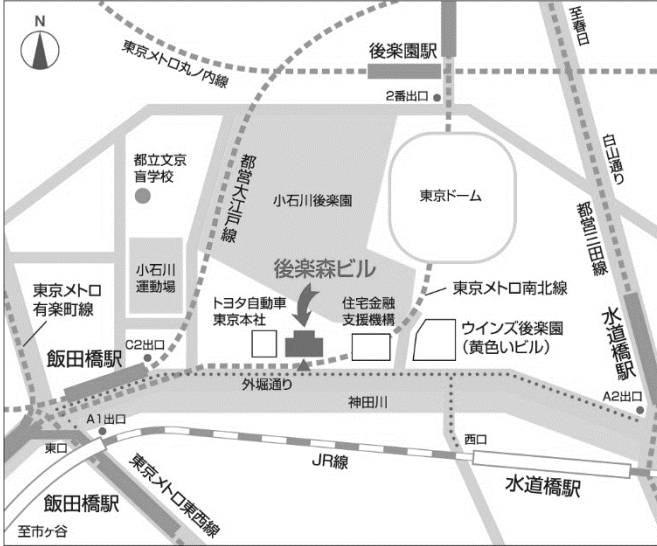 N
東京メトロ丸ノ内線
後楽園駅
2番出口
至春日
白山通り
都営三田線
都立文京
盲学校
都営大江戸線
小石川後楽園
東京ドーム
小石川
運動場
後楽森ビル
東京メトロ
有楽町線
トヨタ自動車
東京本社
住宅金融
支援機構
東京メトロ南北線
ウインズ後楽園
(黄色いビル)
水道橋駅
飯田橋駅
C2出口
外堀通り
神田川
A2出口
A1出口
東口
西口
JR線
水道橋駅
飯田橋駅
東京メトロ東西線
至市ヶ谷